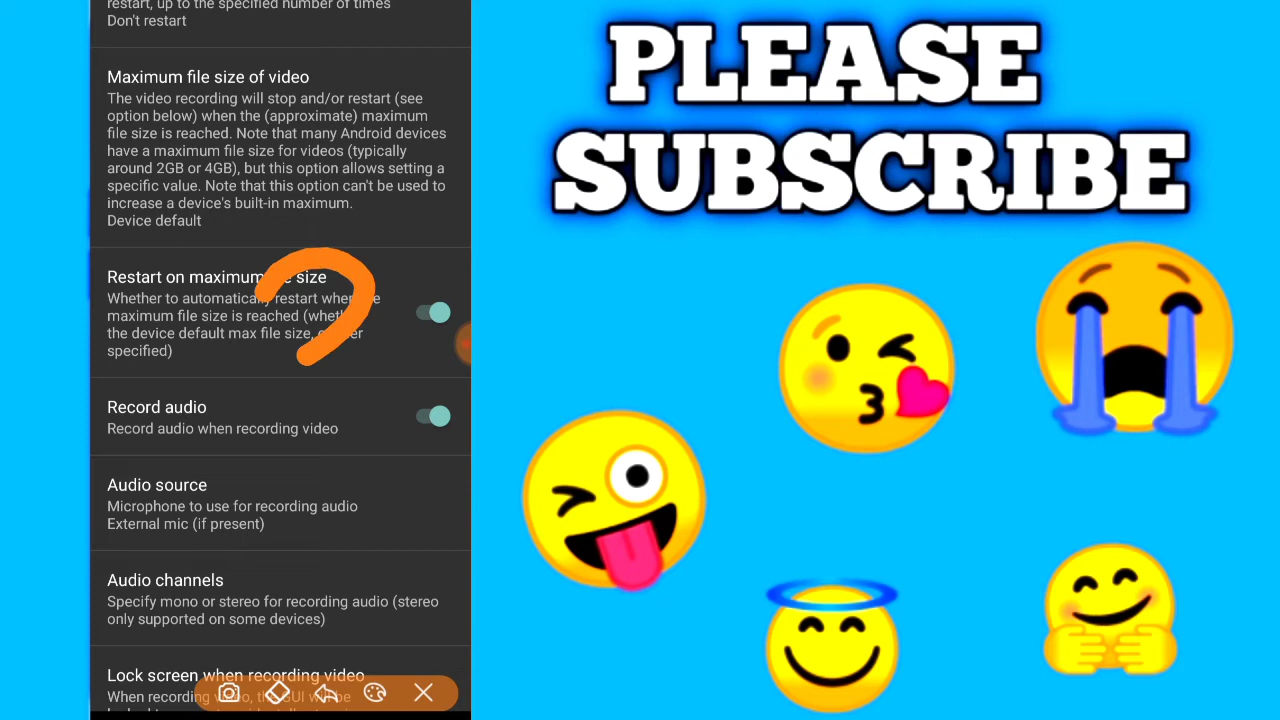 restart, up to the specified number of times
Don't restart
Maximum file size of video
The video recording will stop and/or restart (see
option below) when the (approximate) maximum
file size is reached. Note that many Android devices
have a maximum file size for videos (typically
around 2GB or 4GB), but this option allows setting a
specific value. Note that this option can't be used to
increase a device's built-in maximum.
Device default
Restart on maximum size
Whether to automatically restart when
maximum file size is reached
the device default max file size,
specified)
Record audio
Record audio when recording video
Audio source
Microphone to use for recording audio
External mic (if present)
Audio channels
Specify mono or stereo for recording audio (stereo
only supported on some devices)
Lock screen when recording video
When recording video, the GUI will be
PLEASE
SUBSCRIBE